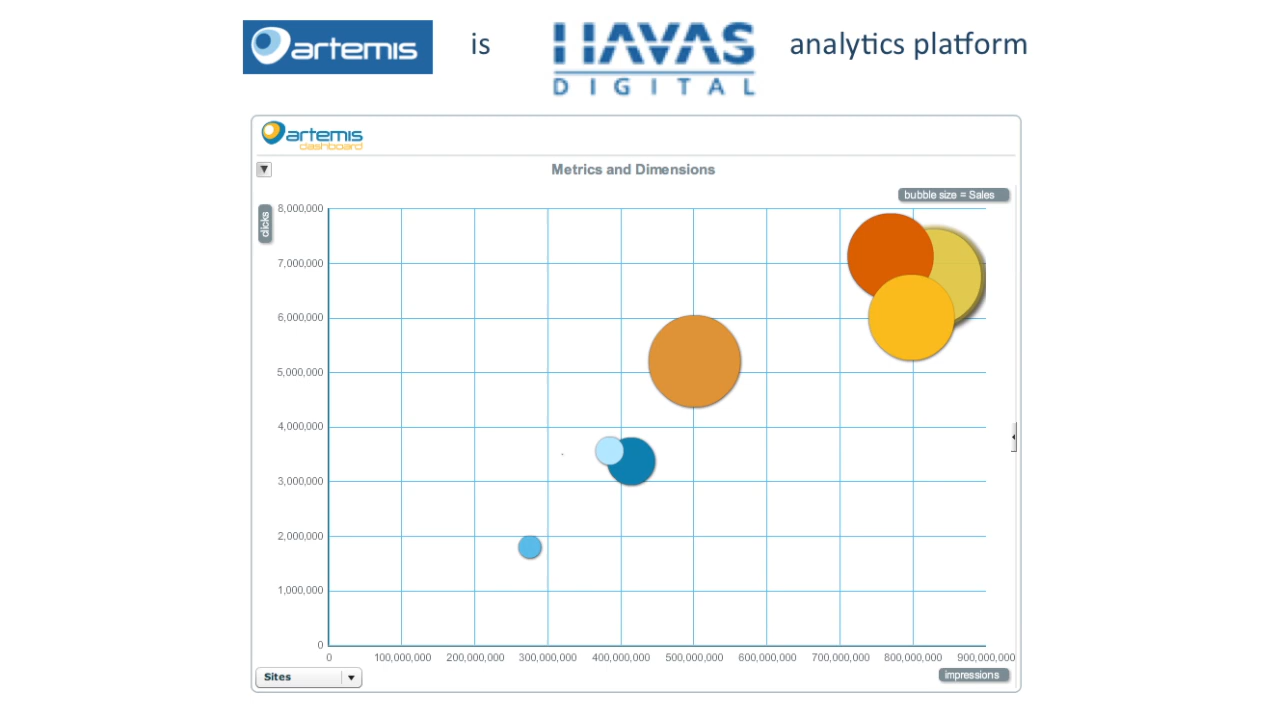 artemis is HAVAS analytics platform
DIGITAL
artemis
dashboard
Metrics and Dimensions
bubble size = Sales
clicks
8,000,000
7,000,000
6,000,000
5,000,000
4,000,000
3,000,000
2,000,000
1,000,000
0
0 100,000,000 200,000,000 300,000,000 400,000,000 500,000,000 600,000,000 700,000,000 800,000,000 900,000,000
Sites
impressions